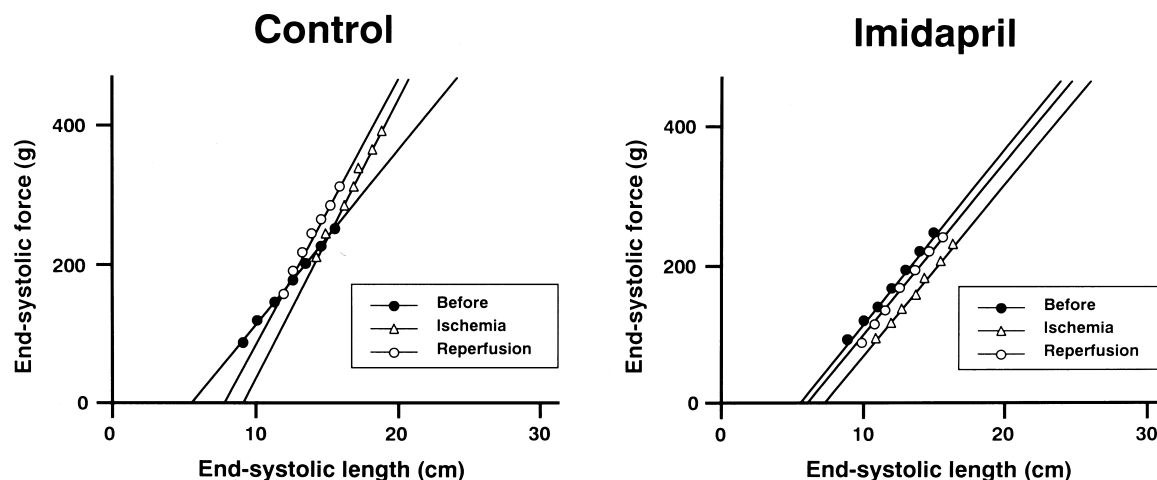 Control
End-systolic force (g)
400
200
0
0
10
20
30
End-systolic length (cm)
Before
Ischemia
Reperfusion
Imidapril
End-systolic force (g)
400
200
0
0
10
20
30
End-systolic length (cm)
Before
Ischemia
Reperfusion